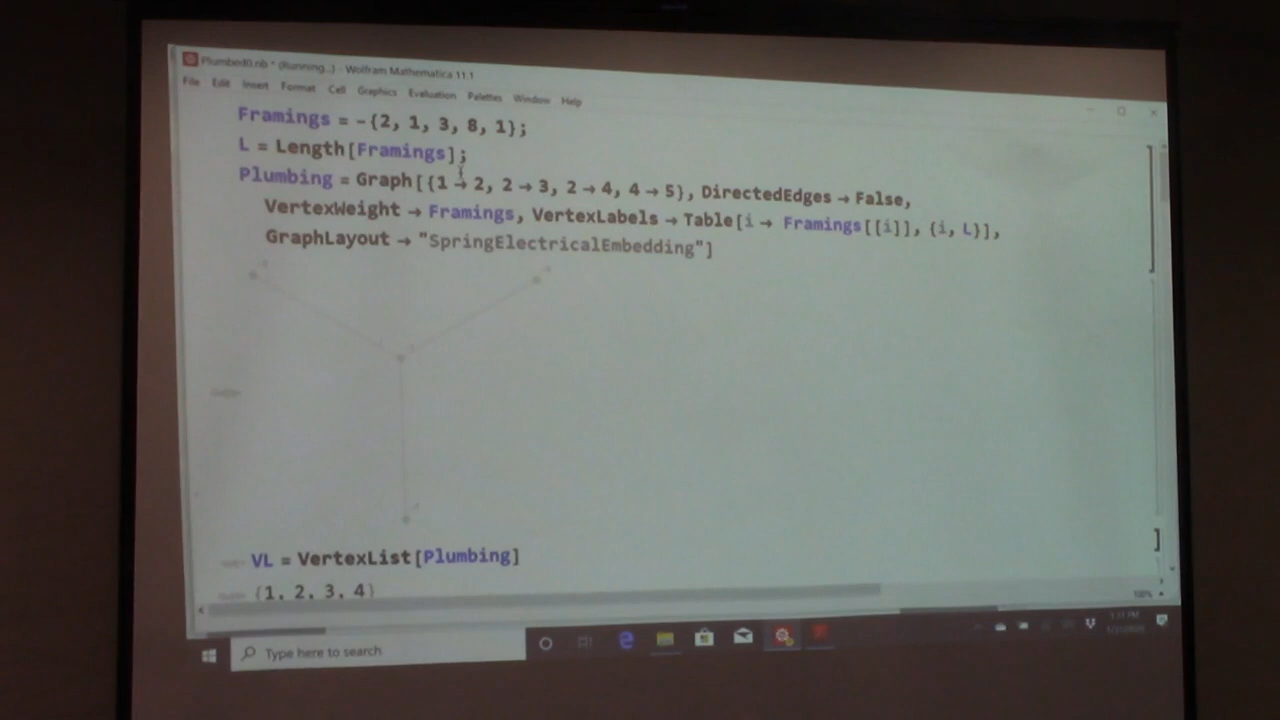 Plumbed0.nb * (Running...) - Wolfram Mathematica 11.1
File Edit Insert Format Cell Graphics Evaluation Palettes Window Help
Framings = -{2, 1, 3, 8, 1};
L = Length[Framings];
Plumbing = Graph[{1 → 2, 2 → 3, 2 → 4, 4 → 5}, DirectedEdges → False,
VertexWeight → Framings, VertexLabels → Table[i → Framings[[i]], {i, L}],
GraphLayout → "SpringElectricalEmbedding"]
VL = VertexList[Plumbing]
{1, 2, 3, 4}
100%
Type here to search